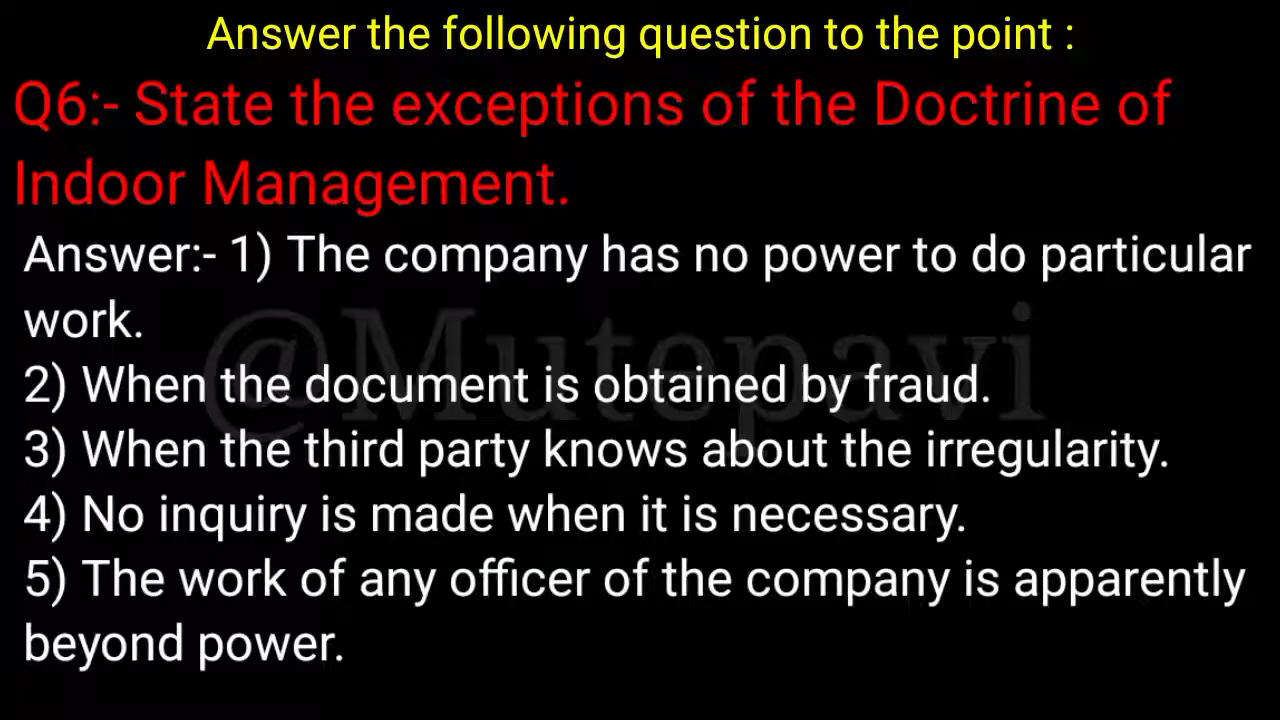 Answer the following question to the point :
Q6:- State the exceptions of the Doctrine of
Indoor Management.
Answer:- 1) The company has no power to do particular
work.
@Mutepavi
2) When the document is obtained by fraud.
3) When the third party knows about the irregularity.
4) No inquiry is made when it is necessary.
5) The work of any officer of the company is apparently
beyond power.